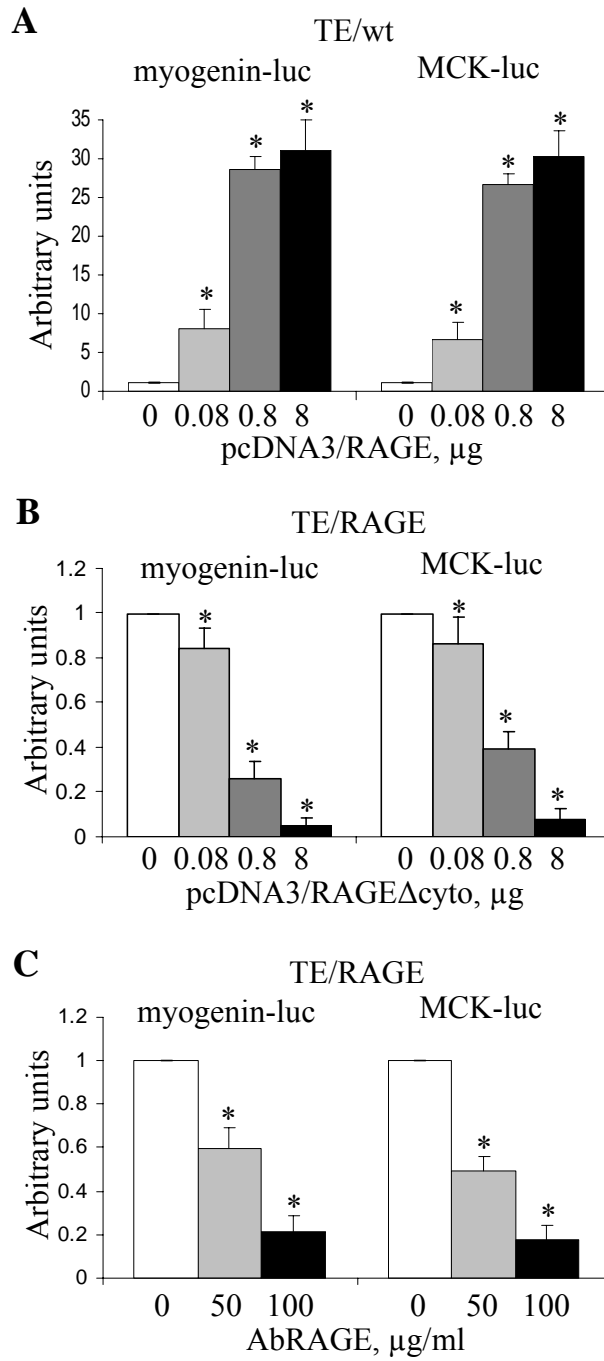 A
TE/wt
myogenin-luc MCK-luc
Arbitrary units
35
30
25
20
15
10
5
0
* * * * * *
0 0.08 0.8 8 0 0.08 0.8 8
pcDNA3/RAGE, µg
B
TE/RAGE
myogenin-luc MCK-luc
Arbitrary units
1.2
1
0.8
0.6
0.4
0.2
0
* * * * * *
0 0.08 0.8 8 0 0.08 0.8 8
pcDNA3/RAGEΔcyto, µg
C
TE/RAGE
myogenin-luc MCK-luc
Arbitrary units
1.2
1
0.8
0.6
0.4
0.2
0
* * * *
0 50 100 0 50 100
AbRAGE, µg/ml